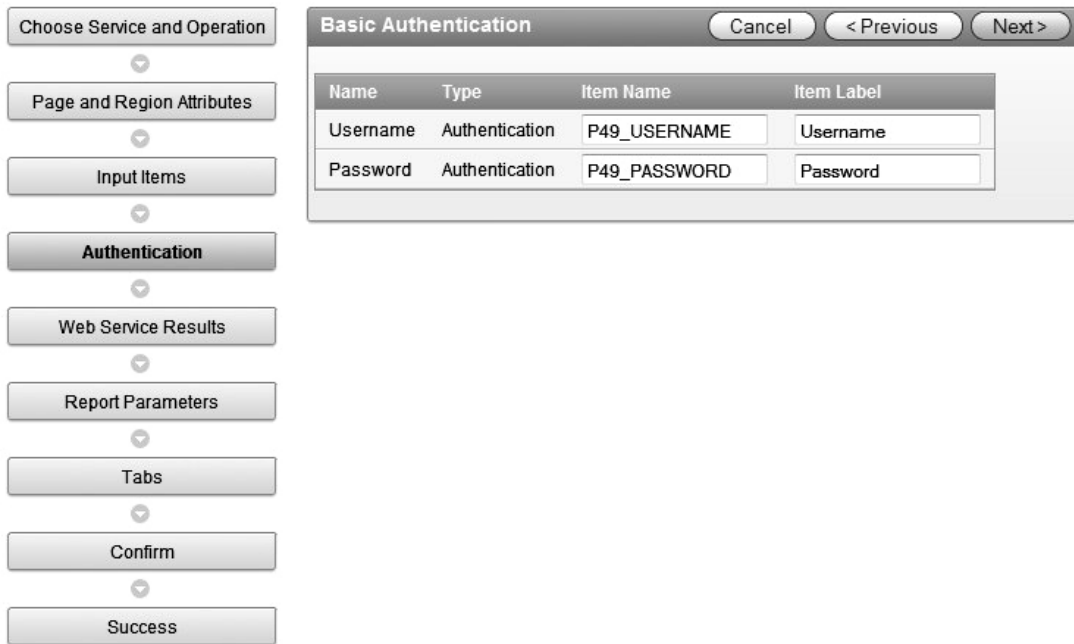 Choose Service and Operation
Page and Region Attributes
Input Items
Authentication
Web Service Results
Report Parameters
Tabs
Confirm
Success
Basic Authentication Cancel < Previous Next >
Name Type Item Name Item Label
Username Authentication P49_USERNAME Username
Password Authentication P49_PASSWORD Password